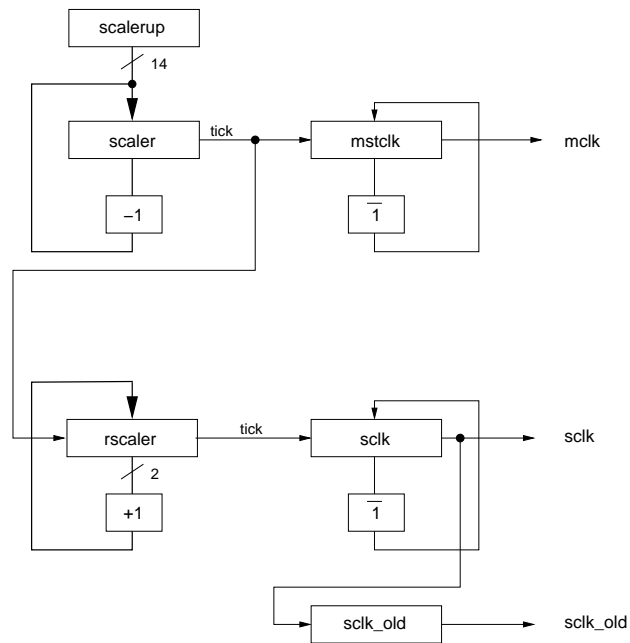 scalerup
14
scaler
tick
mstclk
mclk
–1
1
rscaler
tick
sclk
sclk
2
+1
1
sclk_old
sclk_old